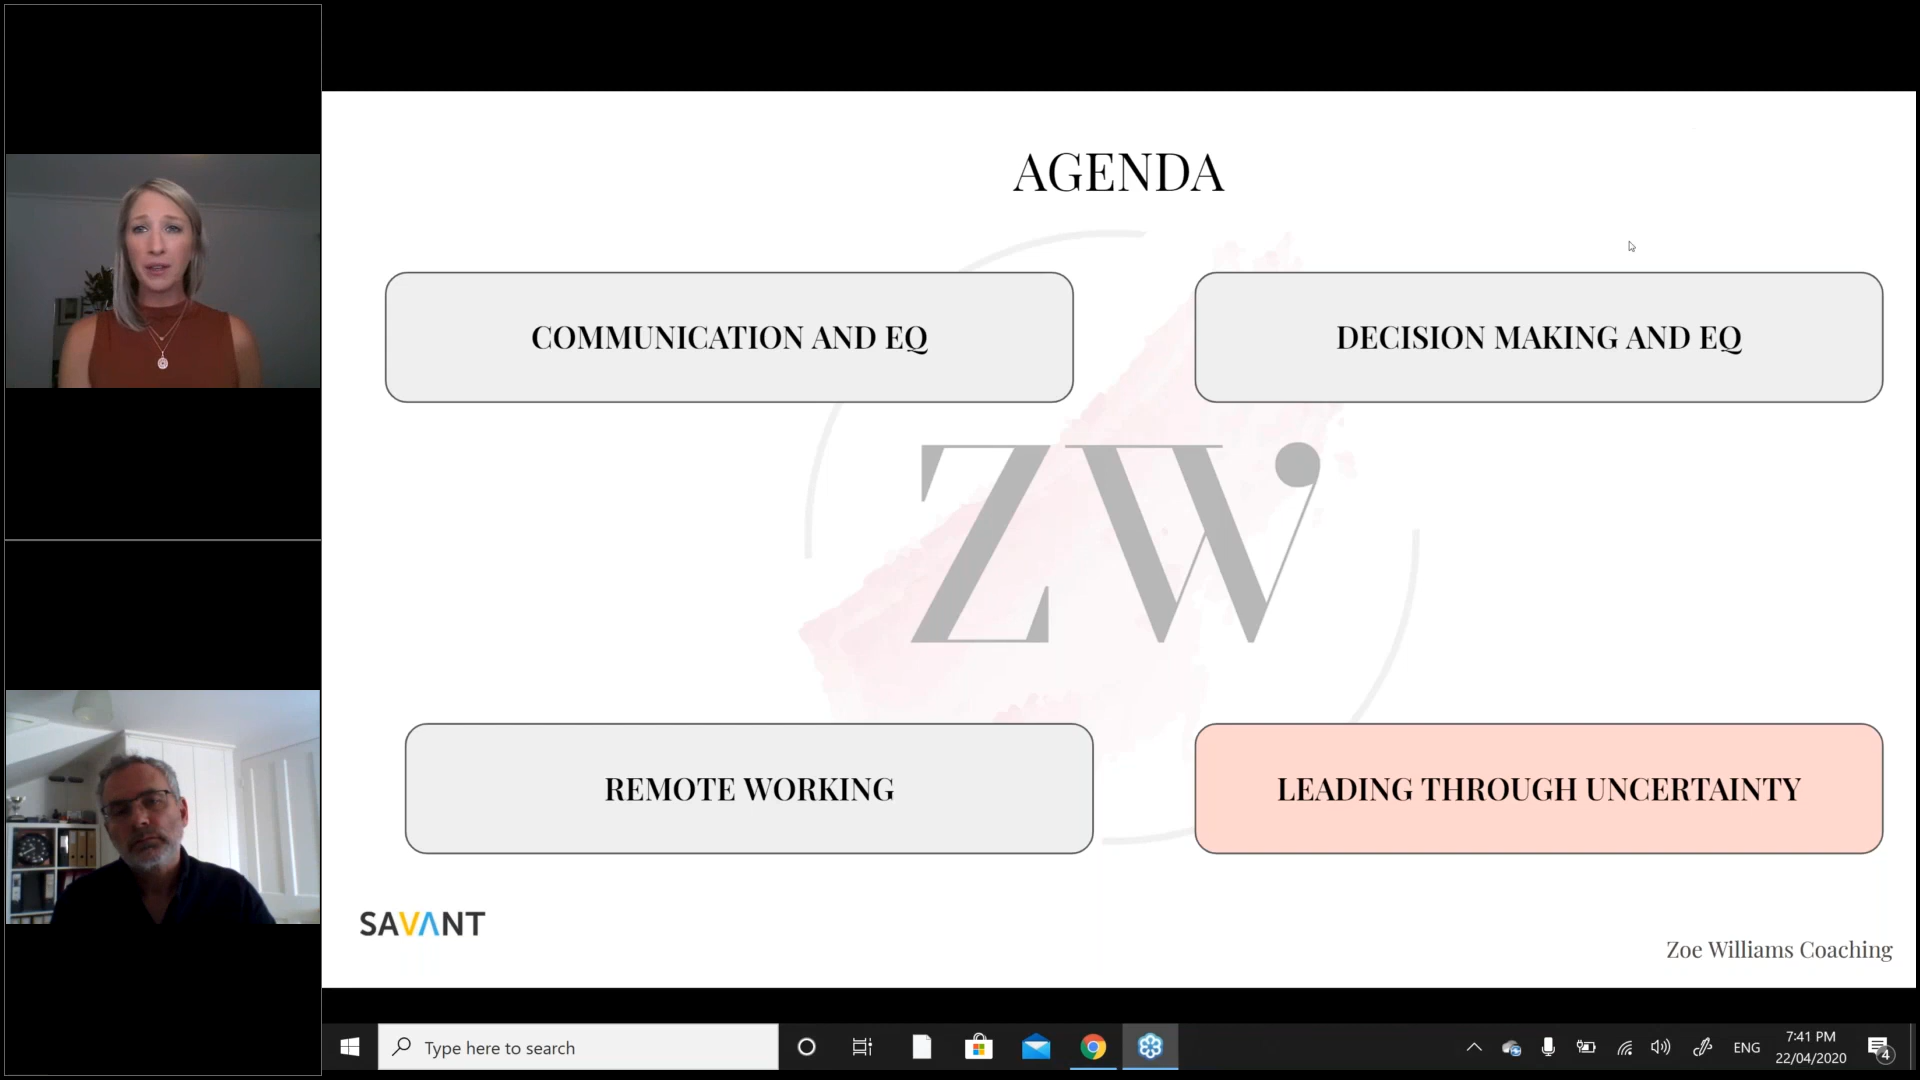 AGENDA
COMMUNICATION AND EQ
DECISION MAKING AND EQ
ZW
REMOTE WORKING
LEADING THROUGH UNCERTAINTY
SAVANT
Zoe Williams Coaching
Type here to search
ENG
7:41 PM
22/04/2020
4